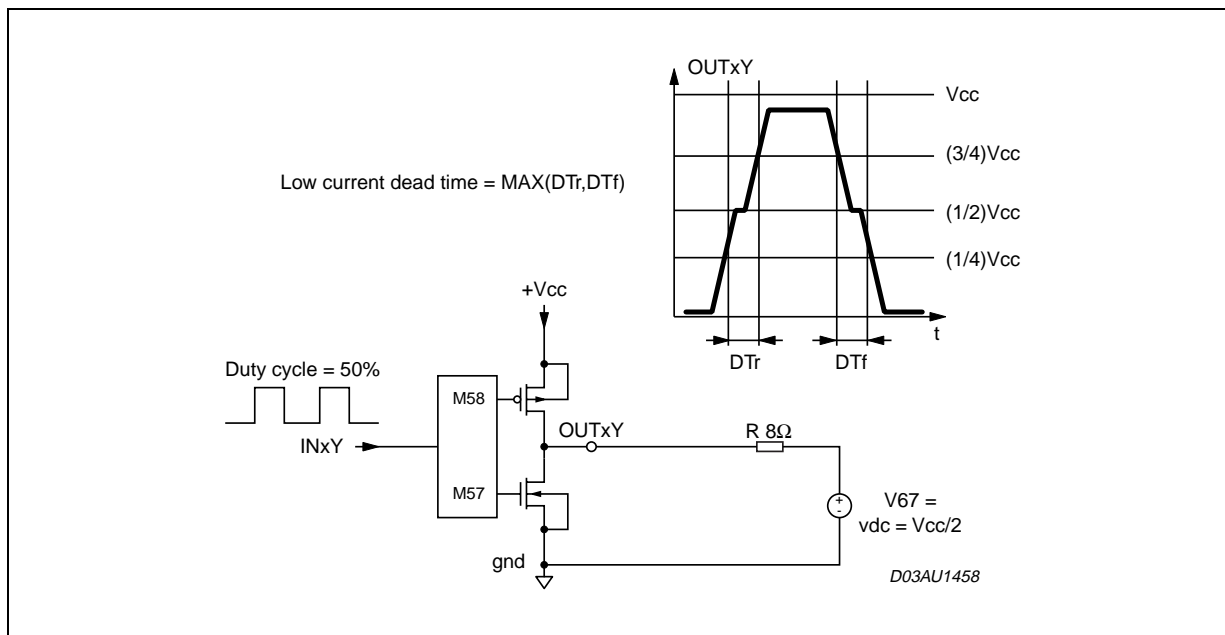 OUTxY
Vcc
(3/4)Vcc
Low current dead time = MAX(DTr,DTf)
(1/2)Vcc
(1/4)Vcc
+Vcc
t
DTr
DTf
Duty cycle = 50%
M58
OUTxY
R 8Ω
INxY
M57
+
-
V67 =
vdc = Vcc/2
gnd
D03AU1458